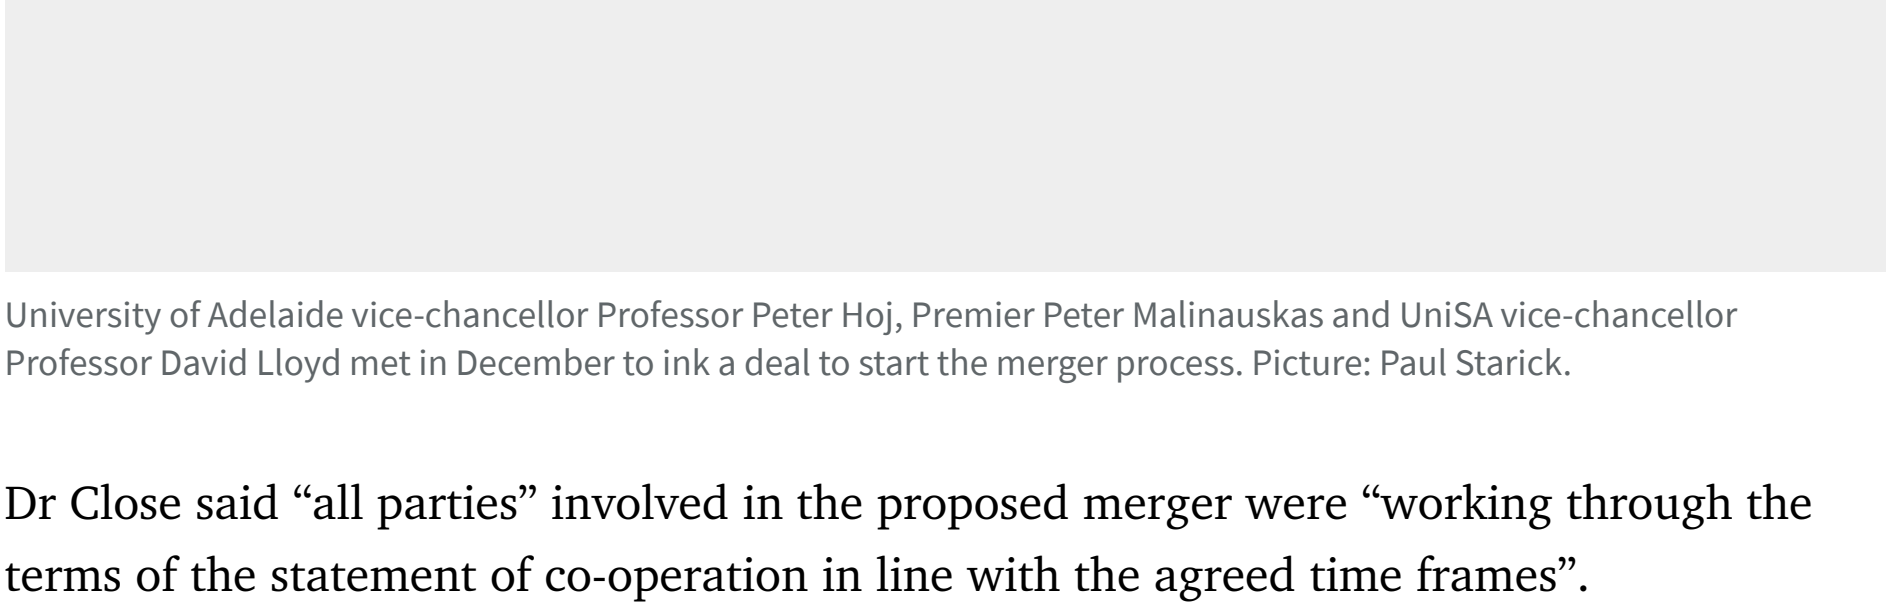 University of Adelaide vice-chancellor Professor Peter Hoj, Premier Peter Malinauskas and UniSA vice-chancellor
Professor David Lloyd met in December to ink a deal to start the merger process. Picture: Paul Starick.
Dr Close said “all parties” involved in the proposed merger were “working through the
terms of the statement of co-operation in line with the agreed time frames”.